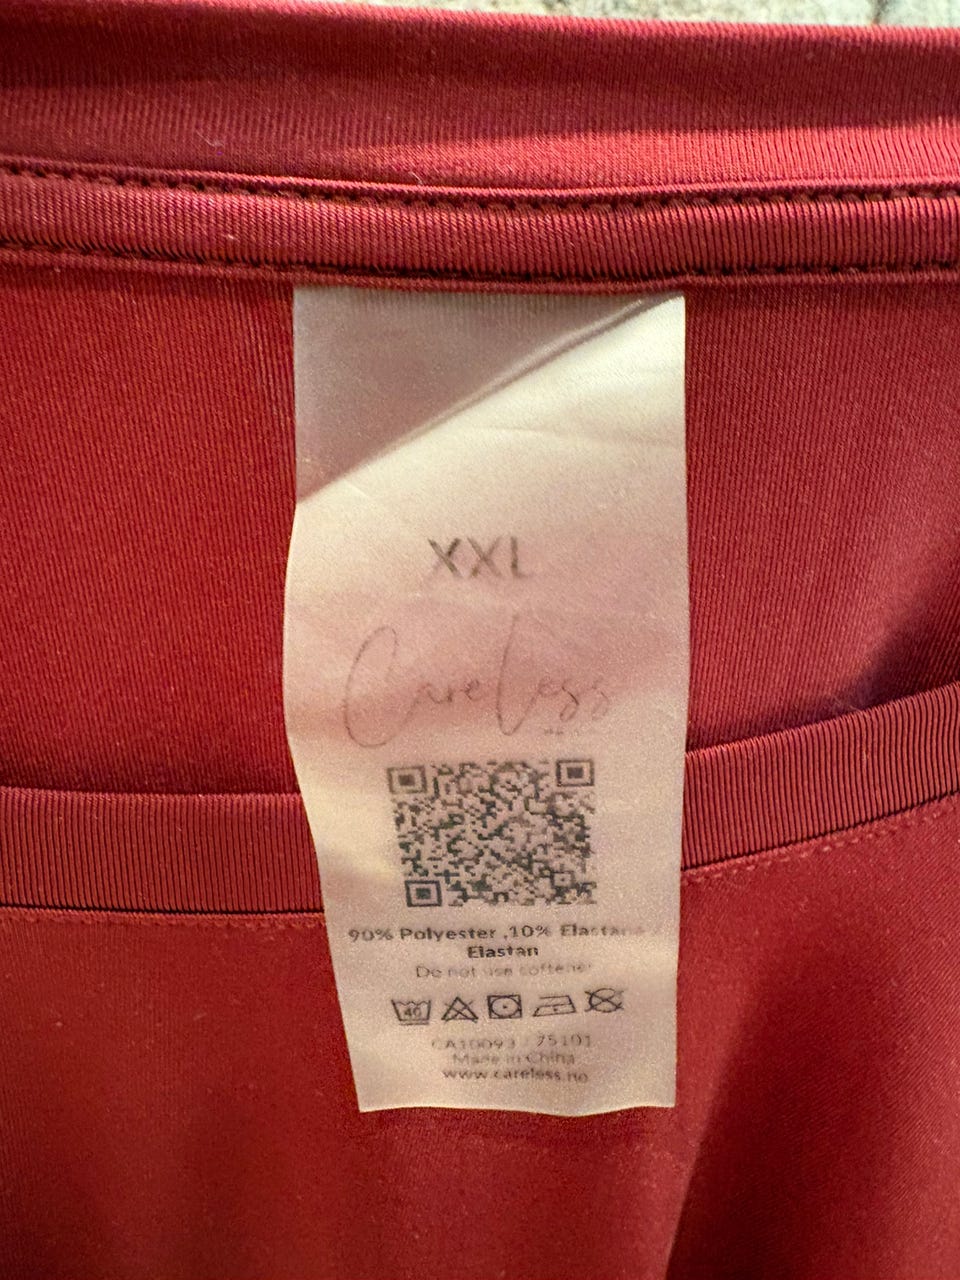 XXL
CareLess
90% Polyester ,10% Elastane /
Elastan
Do not use softener
40
CA10093 / 75101
Made in China
www.careless.no